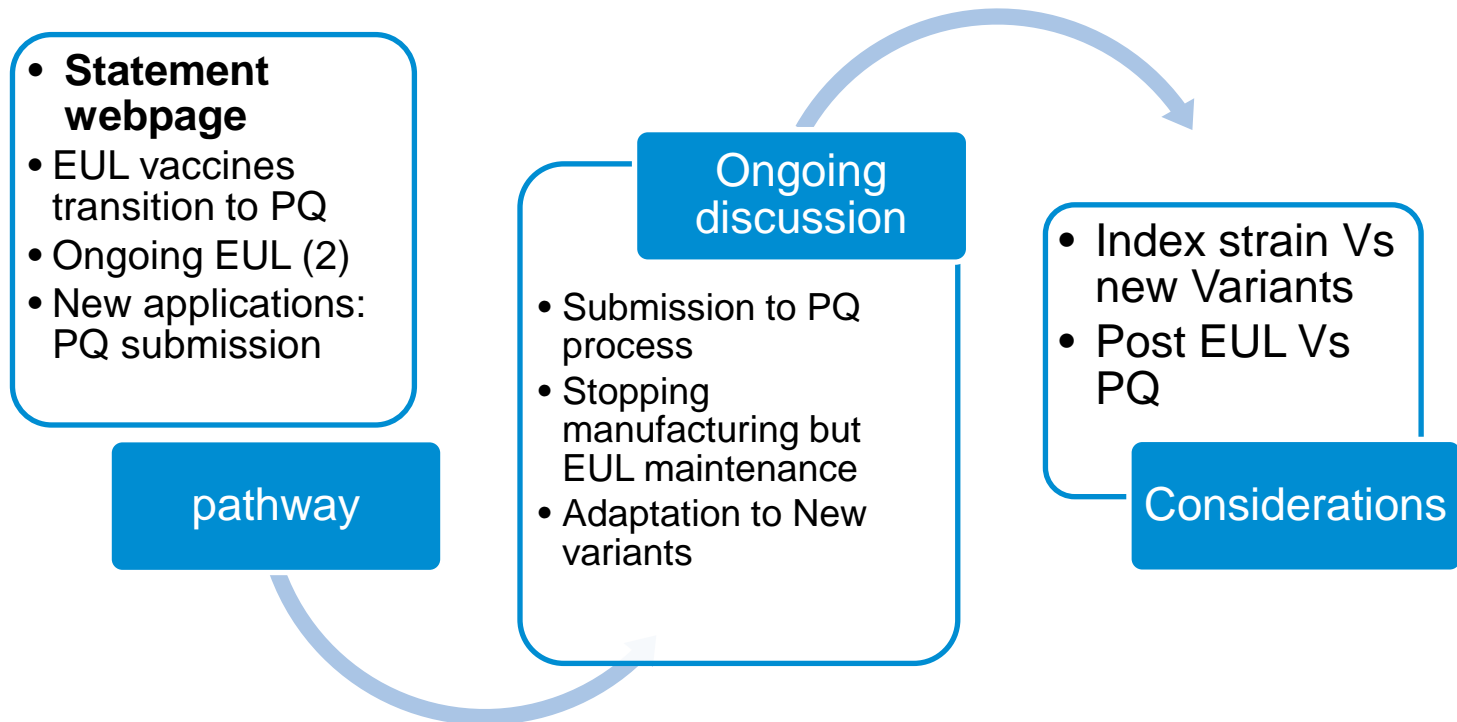 • Statement
webpage
• EUL vaccines
transition to PQ
• Ongoing EUL (2)
• New applications:
PQ submission
pathway
Ongoing
discussion
• Submission to PQ
process
• Stopping
manufacturing but
EUL maintenance
• Adaptation to New
variants
• Index strain Vs
new Variants
• Post EUL Vs
PQ
Considerations